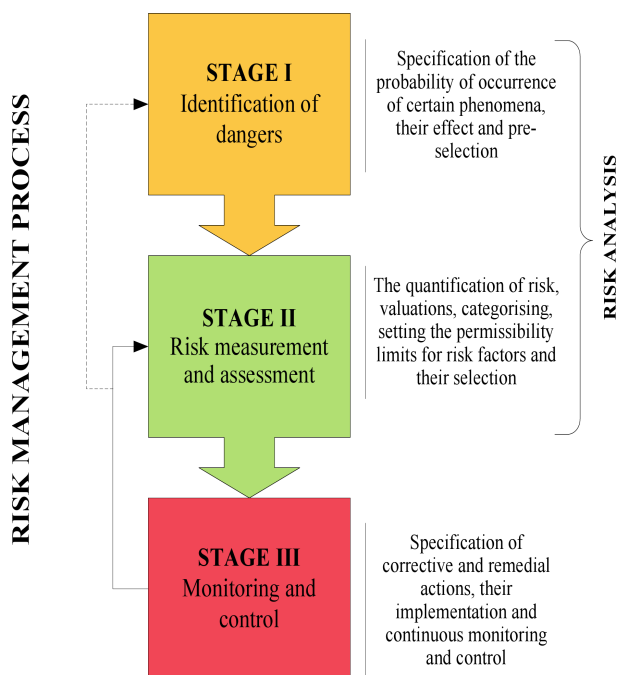 RISK MANAGEMENT PROCESS
STAGE I
Identification of
dangers
Specification of the
probability of occurrence
of certain phenomena,
their effect and pre-
selection
STAGE II
Risk measurement
and assessment
The quantification of risk,
valuations, categorising,
setting the permissibility
limits for risk factors and
their selection
RISK ANALYSIS
STAGE III
Monitoring and
control
Specification of
corrective and remedial
actions, their
implementation and
continuous monitoring
and control